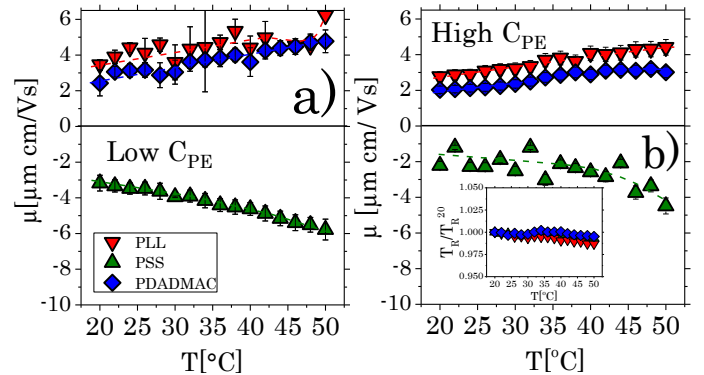 6
4
2
0
-2
-4
-6
-8
-10
μ[μm cm/Vs]
a)
Low C_PE
PLL
PSS
PDADMAC
20 25 30 35 40 45 50
T[°C]
6
4
2
0
-2
-4
-6
-8
-10
μ [μm cm/ Vs]
High C_PE
b)
1.050
1.025
1.000
0.975
0.950
T_R/T_R^20
20 25 30 35 40 45 50
T[°C]
20 25 30 35 40 45 50
T[°C]